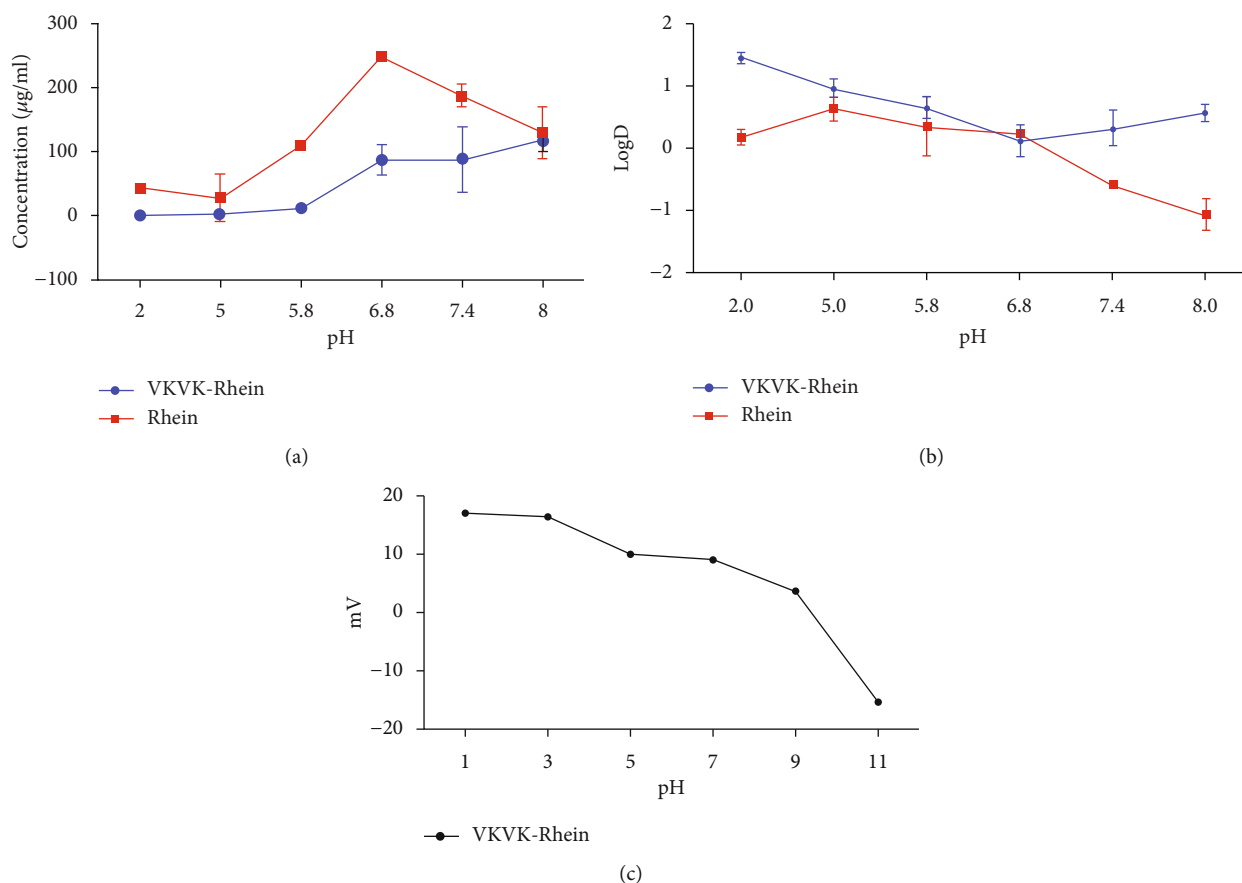 300
200
100
0
−100
Concentration (μg/ml)
2 5 5.8 6.8 7.4 8
pH
VKVK-Rhein
Rhein
(a)
2
1
0
−1
−2
LogD
2.0 5.0 5.8 6.8 7.4 8.0
pH
VKVK-Rhein
Rhein
(b)
20
10
0
−10
−20
mV
1 3 5 7 9 11
pH
VKVK-Rhein
(c)